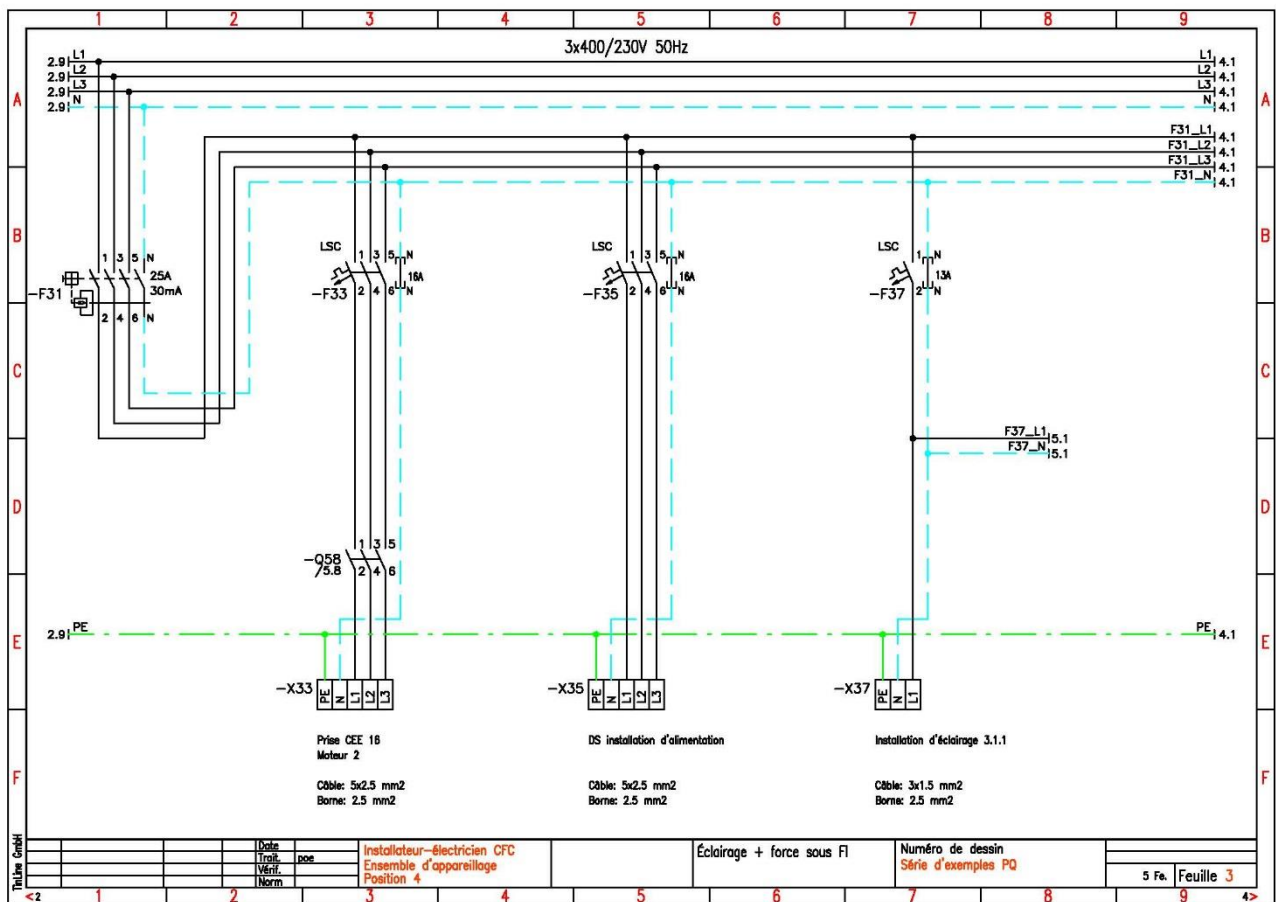 1 2 3 4 5 6 7 8 9
3x400/230V 50Hz
2.9 L1 L1 4.1
2.9 L2 L2 4.1
2.9 L3 L3 4.1
2.9 N N 4.1
A A
F31_L1 4.1
F31_L2 4.1
F31_L3 4.1
F31_N 4.1
B B
LSC 1 3 5 N
-F33 16A
2 4 6 N
LSC 1 3 5 N
-F35 16A
2 4 6 N
LSC 1 N
-F37 13A
2 N
1 3 5 N
25A
-F31 30mA
2 4 6 N
C C
F37_L1 5.1
F37_N 5.1
D D
-Q58 1 3 5
/5.8 2 4 6
2.9 PE PE 4.1
E E
-X33 PE N L1 L2 L3
-X35 PE N L1 L2 L3
-X37 PE N L1
Prise CEE 16
Moteur 2
Câble: 5x2.5 mm2
Borne: 2.5 mm2
DS installation d'alimentation
Câble: 5x2.5 mm2
Borne: 2.5 mm2
Installation d'éclairage 3.1.1
Câble: 3x1.5 mm2
Borne: 2.5 mm2
F F
TinLine GmbH
Date
Trait. poe
Vérif.
Norm
Installateur-électricien CFC
Ensemble d'appareillage
Position 4
Éclairage + force sous FI
Numéro de dessin
Série d'exemples PQ
5 Fe. Feuille 3
<2 1 2 3 4 5 6 7 8 9 4>